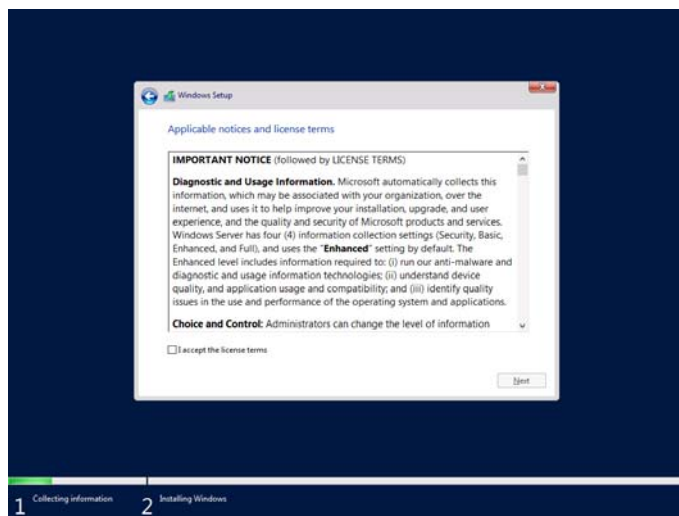 Windows Setup
Applicable notices and license terms
IMPORTANT NOTICE (followed by LICENSE TERMS)
Diagnostic and Usage Information. Microsoft automatically collects this
information, which may be associated with your organization, over the
internet, and uses it to help improve your installation, upgrade, and user
experience, and the quality and security of Microsoft products and services.
Windows Server has four (4) information collection settings (Security, Basic,
Enhanced, and Full), and uses the "Enhanced" setting by default. The
Enhanced level includes information required to: (i) run our anti-malware and
diagnostic and usage information technologies; (ii) understand device
quality, and application usage and compatibility; and (iii) identify quality
issues in the use and performance of the operating system and applications.
Choice and Control: Administrators can change the level of information
I accept the license terms
Next
1 Collecting information 2 Installing Windows